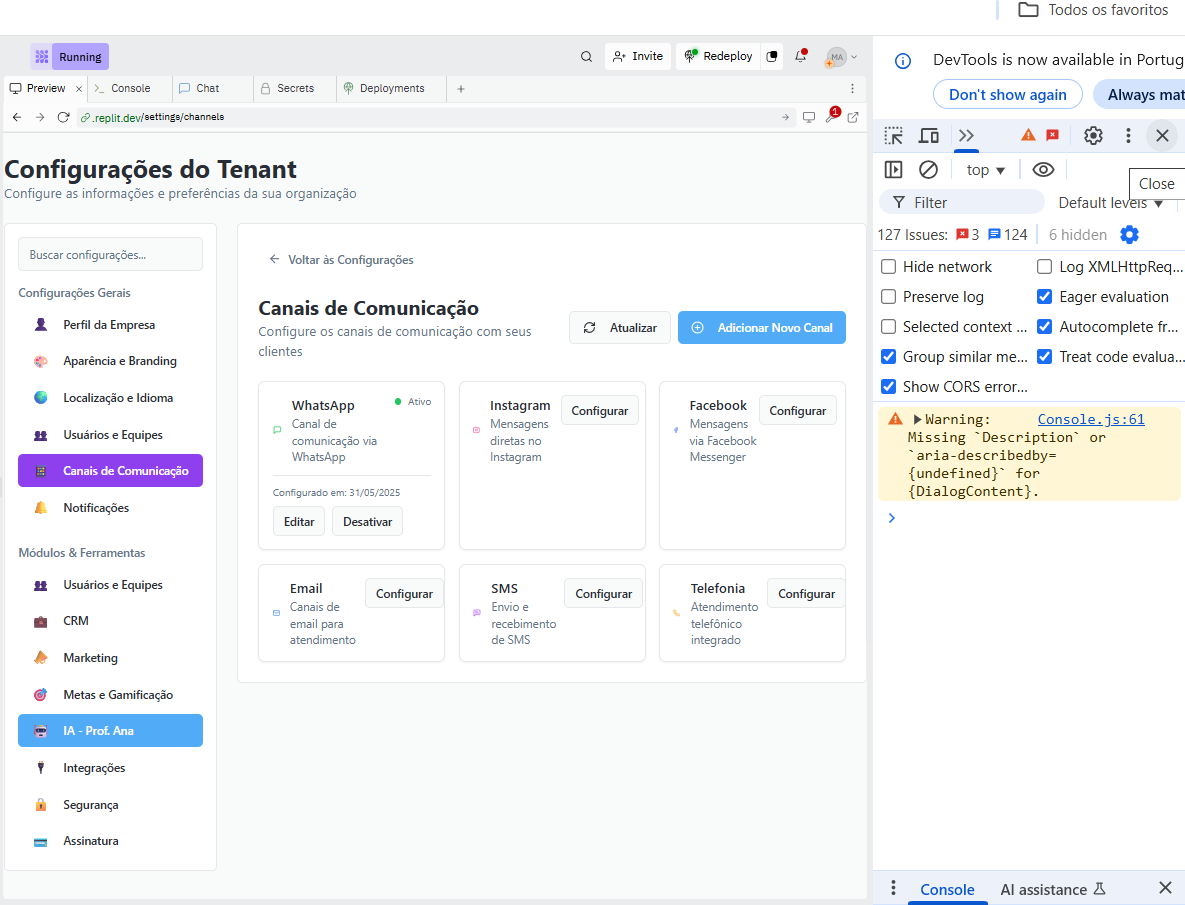 Todos os favoritos
Running
Invite
Redeploy
MA
Preview
Console
Chat
Secrets
Deployments
.replit.dev/settings/channels
1
Configurações do Tenant
Configure as informações e preferências da sua organização
Buscar configurações...
Configurações Gerais
Perfil da Empresa
Aparência e Branding
Localização e Idioma
Usuários e Equipes
Canais de Comunicação
Notificações
Módulos & Ferramentas
Usuários e Equipes
CRM
Marketing
Metas e Gamificação
IA - Prof. Ana
Integrações
Segurança
Assinatura
Voltar às Configurações
Canais de Comunicação
Configure os canais de comunicação com seus
clientes
Atualizar
Adicionar Novo Canal
WhatsApp
Ativo
Canal de
comunicação via
WhatsApp
Configurado em: 31/05/2025
Editar
Desativar
Instagram
Configurar
Mensagens
diretas no
Instagram
Facebook
Configurar
Mensagens
via Facebook
Messenger
Email
Configurar
Canais de
email para
atendimento
SMS
Configurar
Envio e
recebimento
de SMS
Telefonia
Configurar
Atendimento
telefônico
integrado
DevTools is now available in Portug
Don't show again
Always mat
top
Close
Filter
Default levels
127 Issues: 3 124
6 hidden
Hide network
Log XMLHttpReq...
Preserve log
Eager evaluation
Selected context ...
Autocomplete fr...
Group similar me...
Treat code evalua...
Show CORS error...
Warning: Console.js:61
Missing `Description` or
`aria-describedby=
{undefined}` for
{DialogContent}.
Console
AI assistance